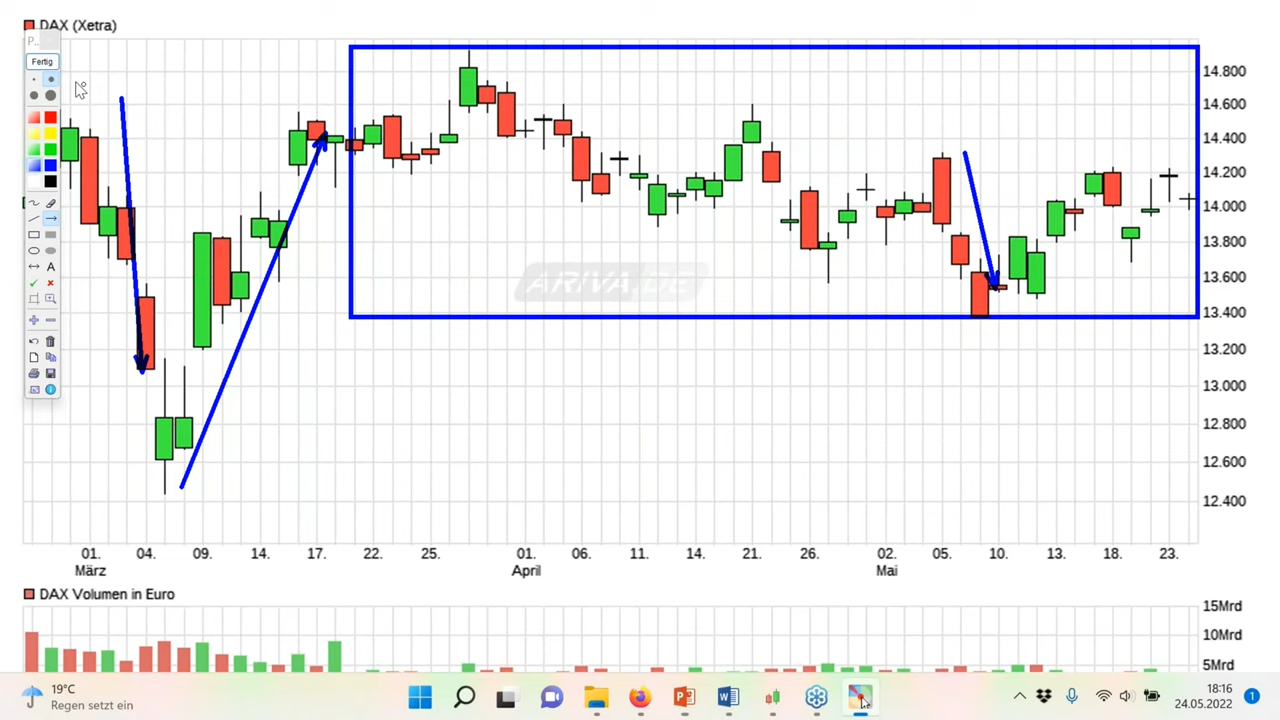 DAX (Xetra)
P...
Fertig
A
14.800
14.600
14.400
14.200
14.000
13.800
13.600
13.400
13.200
13.000
12.800
12.600
12.400
ARIVA.DE
01. 04. 09. 14. 17. 22. 25. 01. 06. 11. 14. 21. 26. 02. 05. 10. 13. 18. 23.
März April Mai
DAX Volumen in Euro
15Mrd
10Mrd
5Mrd
19°C
Regen setzt ein
18:16
24.05.2022
1